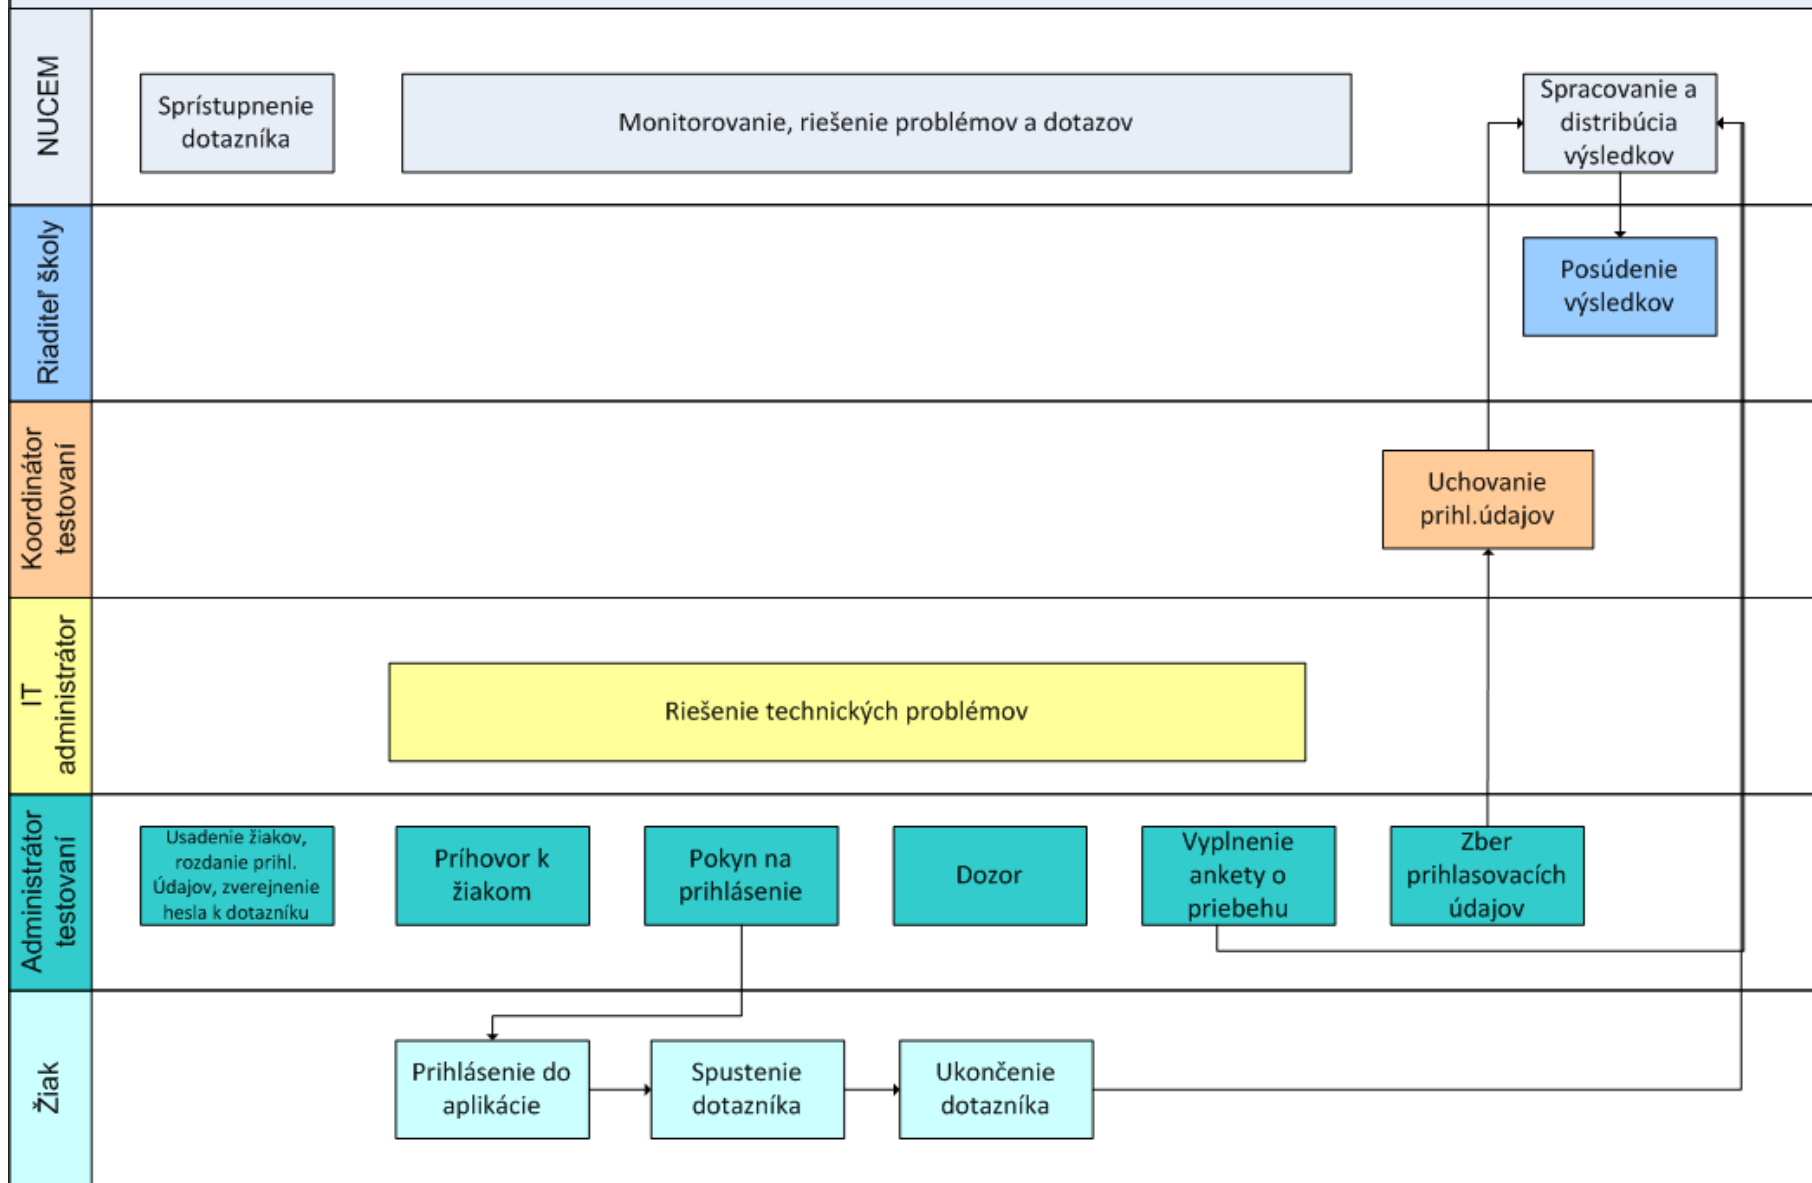 NUCEM
Sprístupnenie
dotazníka
Monitorovanie, riešenie problémov a dotazov
Spracovanie a
distribúcia
výsledkov
Riaditeľ školy
Posúdenie
výsledkov
Koordinátor
testovaní
Uchovanie
prihl.údajov
IT
administrátor
Riešenie technických problémov
Administrátor
testovaní
Usadenie žiakov,
rozdanie prihl.
Údajov, zverejnenie
hesla k dotazníku
Príhovor k
žiakom
Pokyn na
prihlásenie
Dozor
Vyplnenie
ankety o
priebehu
Zber
prihlasovacích
údajov
Žiak
Prihlásenie do
aplikácie
Spustenie
dotazníka
Ukončenie
dotazníka